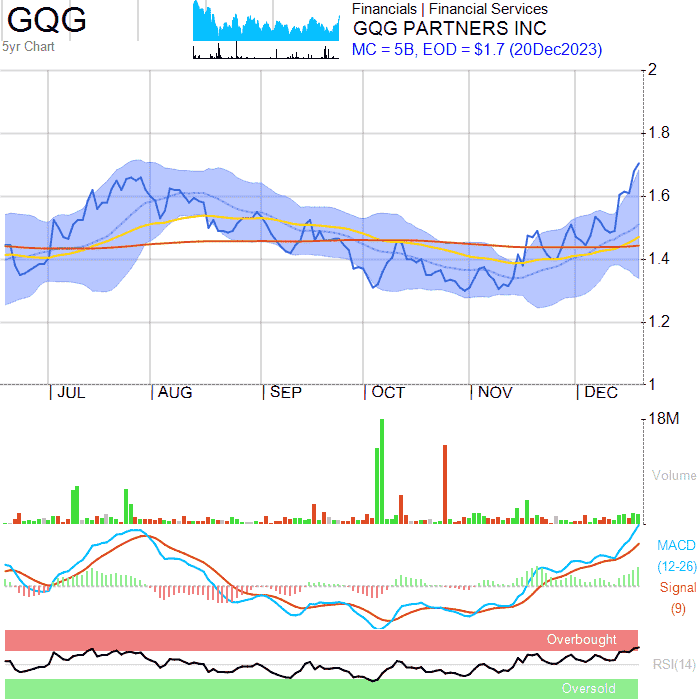 GQG
5yr Chart
Financials | Financial Services
GQG PARTNERS INC
MC = 5B, EOD = $1.7 (20Dec2023)
2
1.8
1.6
1.4
1.2
1
JUL AUG SEP OCT NOV DEC
18M
Volume
MACD
(12-26)
Signal
(9)
Overbought
RSI(14)
Oversold